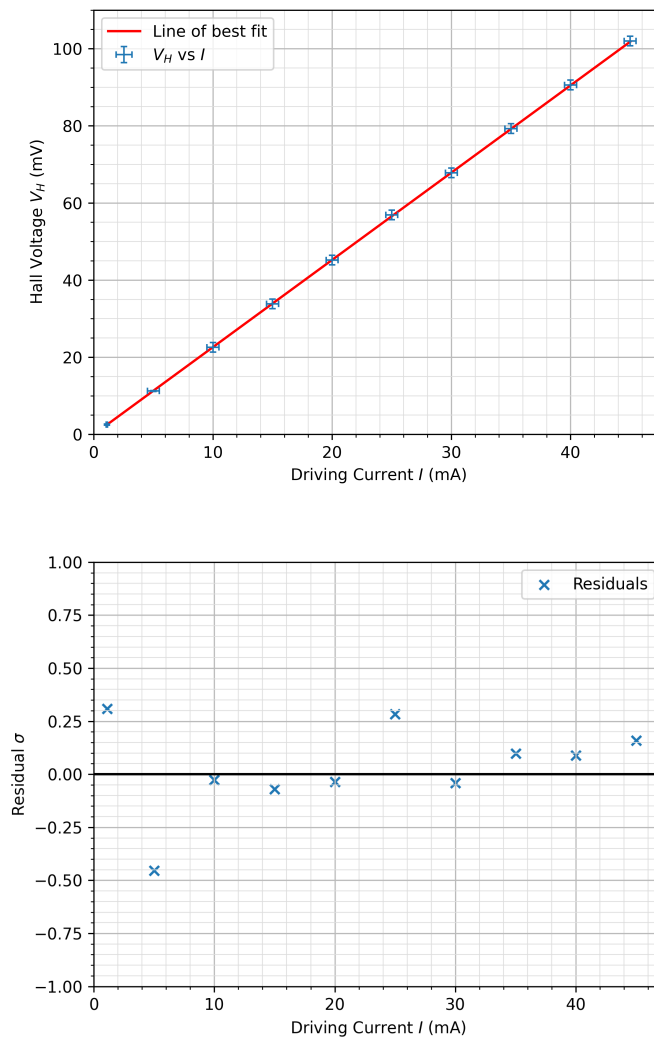 Line of best fit
V_H vs I
Hall Voltage V_H (mV)
100
80
60
40
20
0
0 10 20 30 40
Driving Current I (mA)
Residuals
Residual σ
1.00
0.75
0.50
0.25
0.00
−0.25
−0.50
−0.75
−1.00
0 10 20 30 40
Driving Current I (mA)